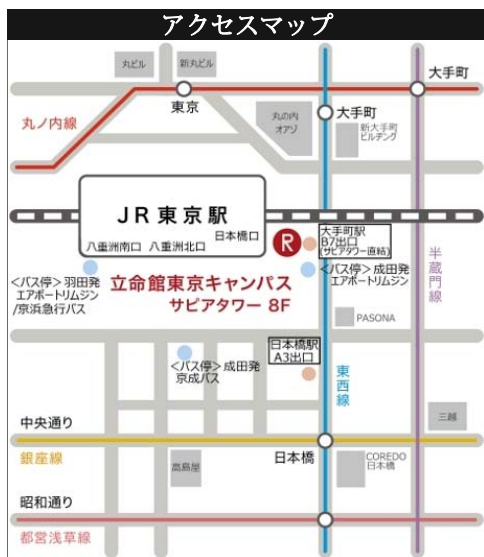 アクセスマップ
丸ビル
新丸ビル
大手町
東京
丸ノ内線
丸の内
オアゾ
大手町
新大手町
ビルヂング
JR東京駅
日本橋口
八重洲南口 八重洲北口
R
大手町駅
B7出口
(サピアタワー直結)
<バス停>羽田発
エアポートリムジン
/京浜急行バス
立命館東京キャンパス
サピアタワー 8F
<バス停>成田発
エアポートリムジン
半蔵門線
PASONA
<バス停>成田発
京成バス
日本橋駅
A3出口
東西線
中央通り
銀座線
高島屋
日本橋
COREDO
日本橋
三越
昭和通り
都営浅草線